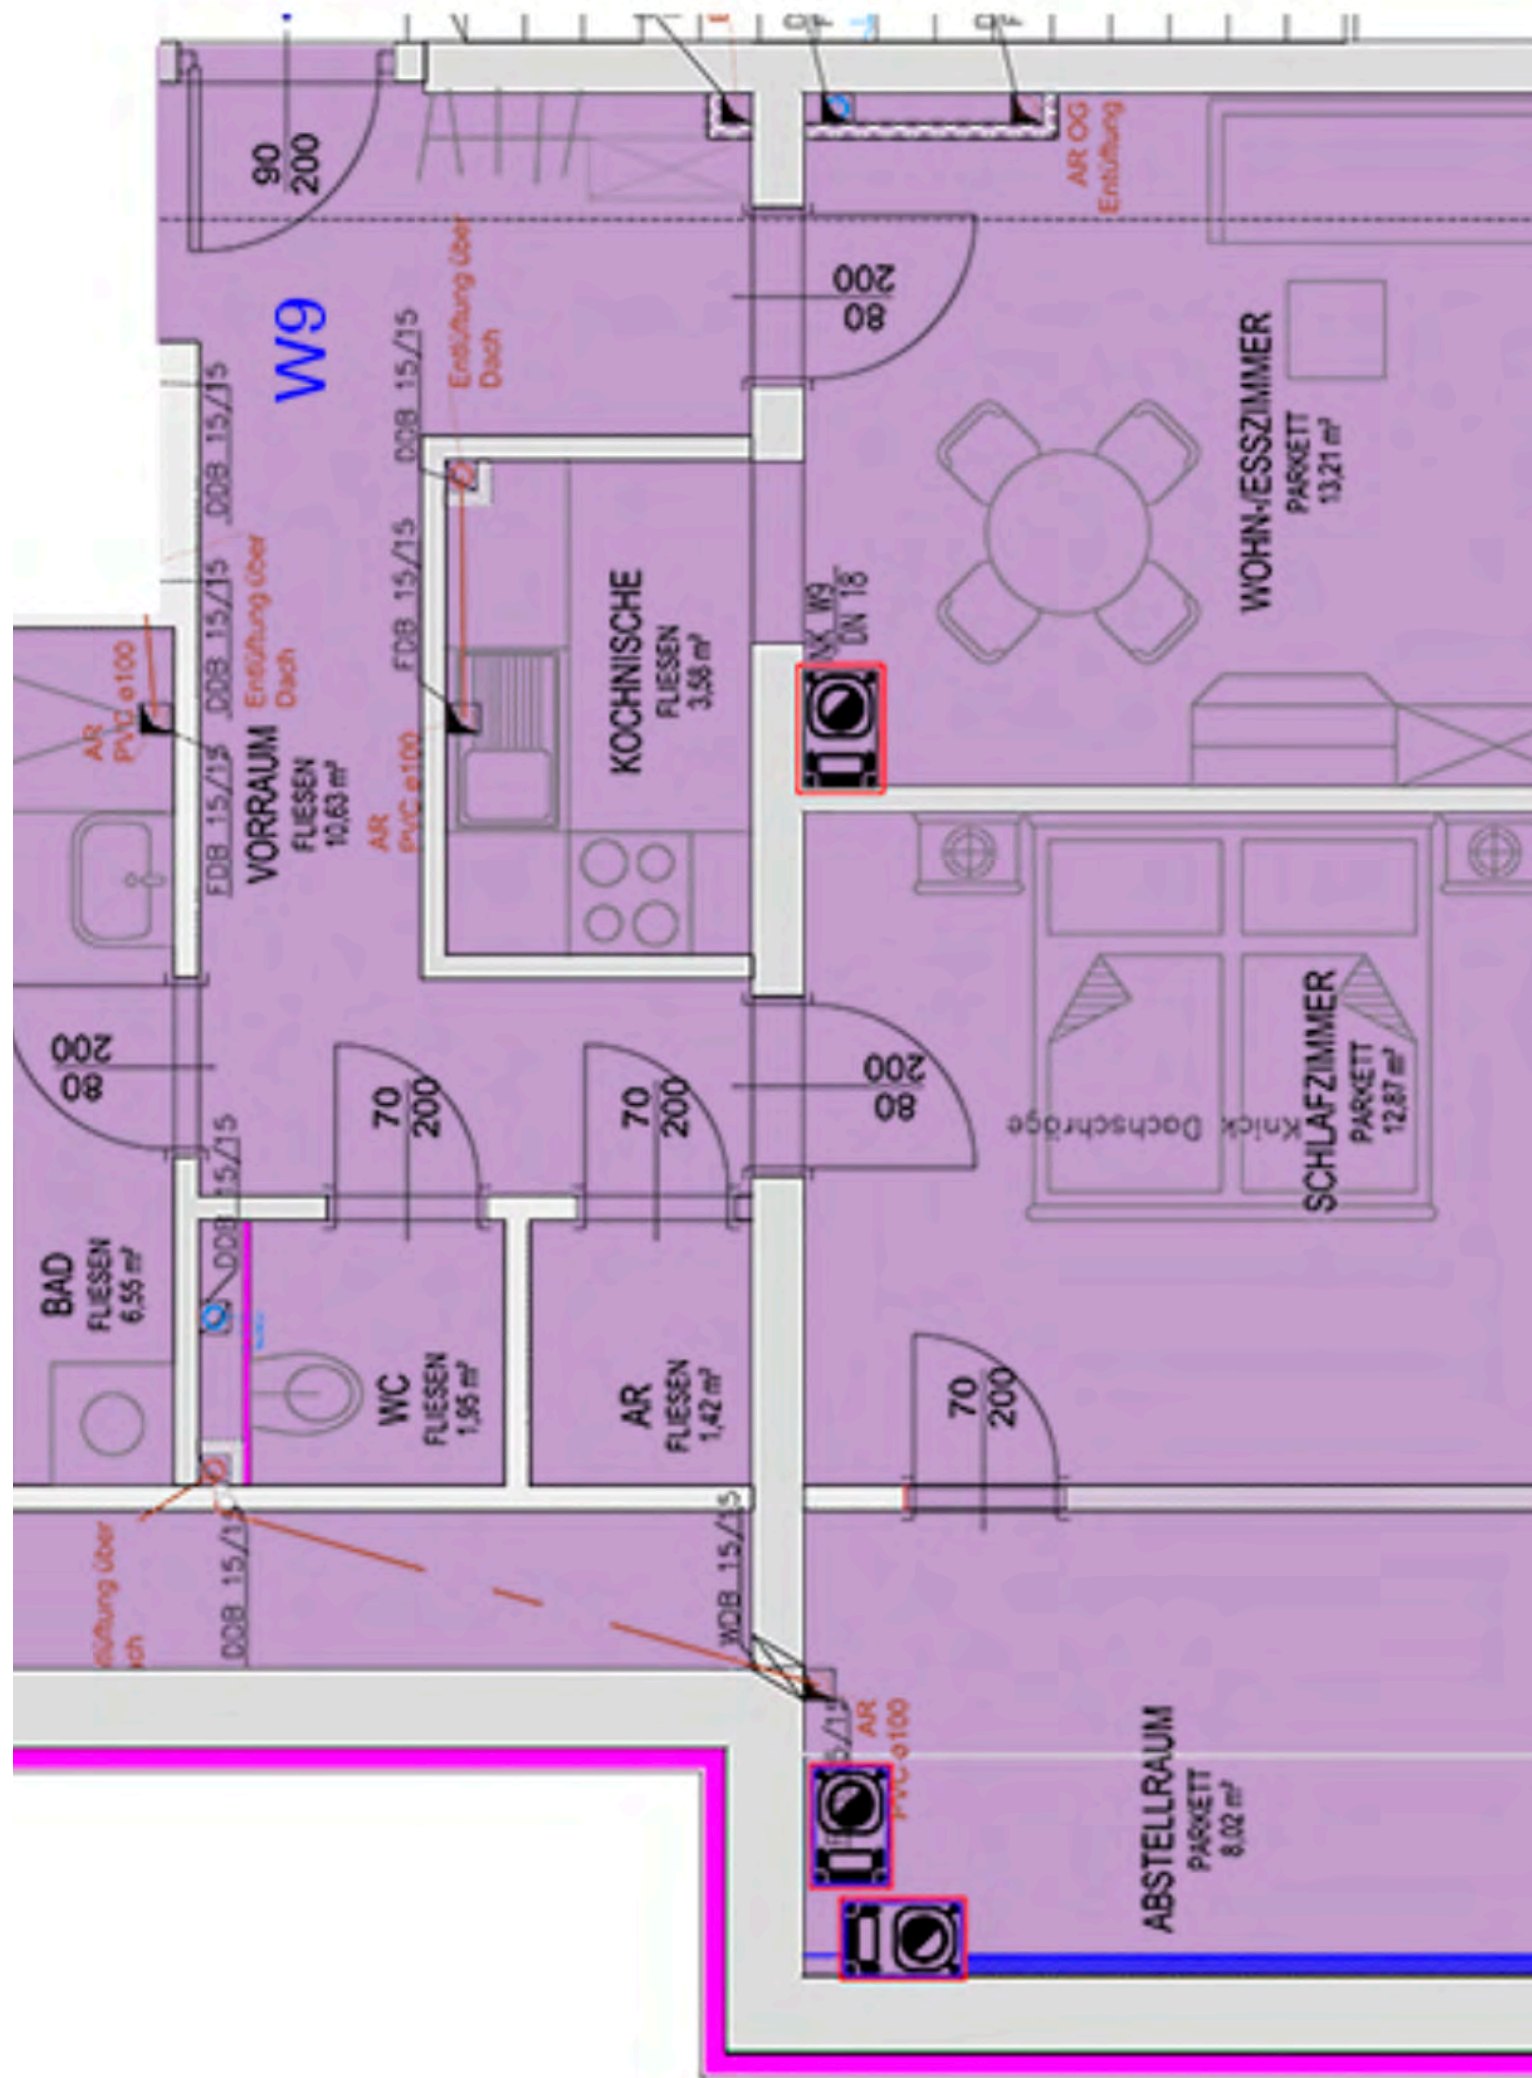 90
200
W9
AR OG
Entlüftung
Entlüftung über
Dach
DDB 15/15
DDB 15/15
80
200
WOHN-/ESSZIMMER
PARKETT
13,21 m²
DDB 15/15
Entlüftung über
Dach
FDB 15/15
KOCHNISCHE
FLIESEN
3,58 m²
NK W9
DN 18
AR
PVC ø100
FDB 15/15
VORRAUM
FLIESEN
10,63 m²
AR
PVC ø100
80
200
70
200
70
200
80
200
Knick Dachschräge
SCHLAFZIMMER
PARKETT
12,87 m²
DDB 15/15
BAD
FLIESEN
6,55 m²
WC
FLIESEN
1,95 m²
AR
FLIESEN
1,42 m²
70
200
DDB 15/15
WDB 15/15
AR
PVC ø100
ABSTELLRAUM
PARKETT
8,02 m²